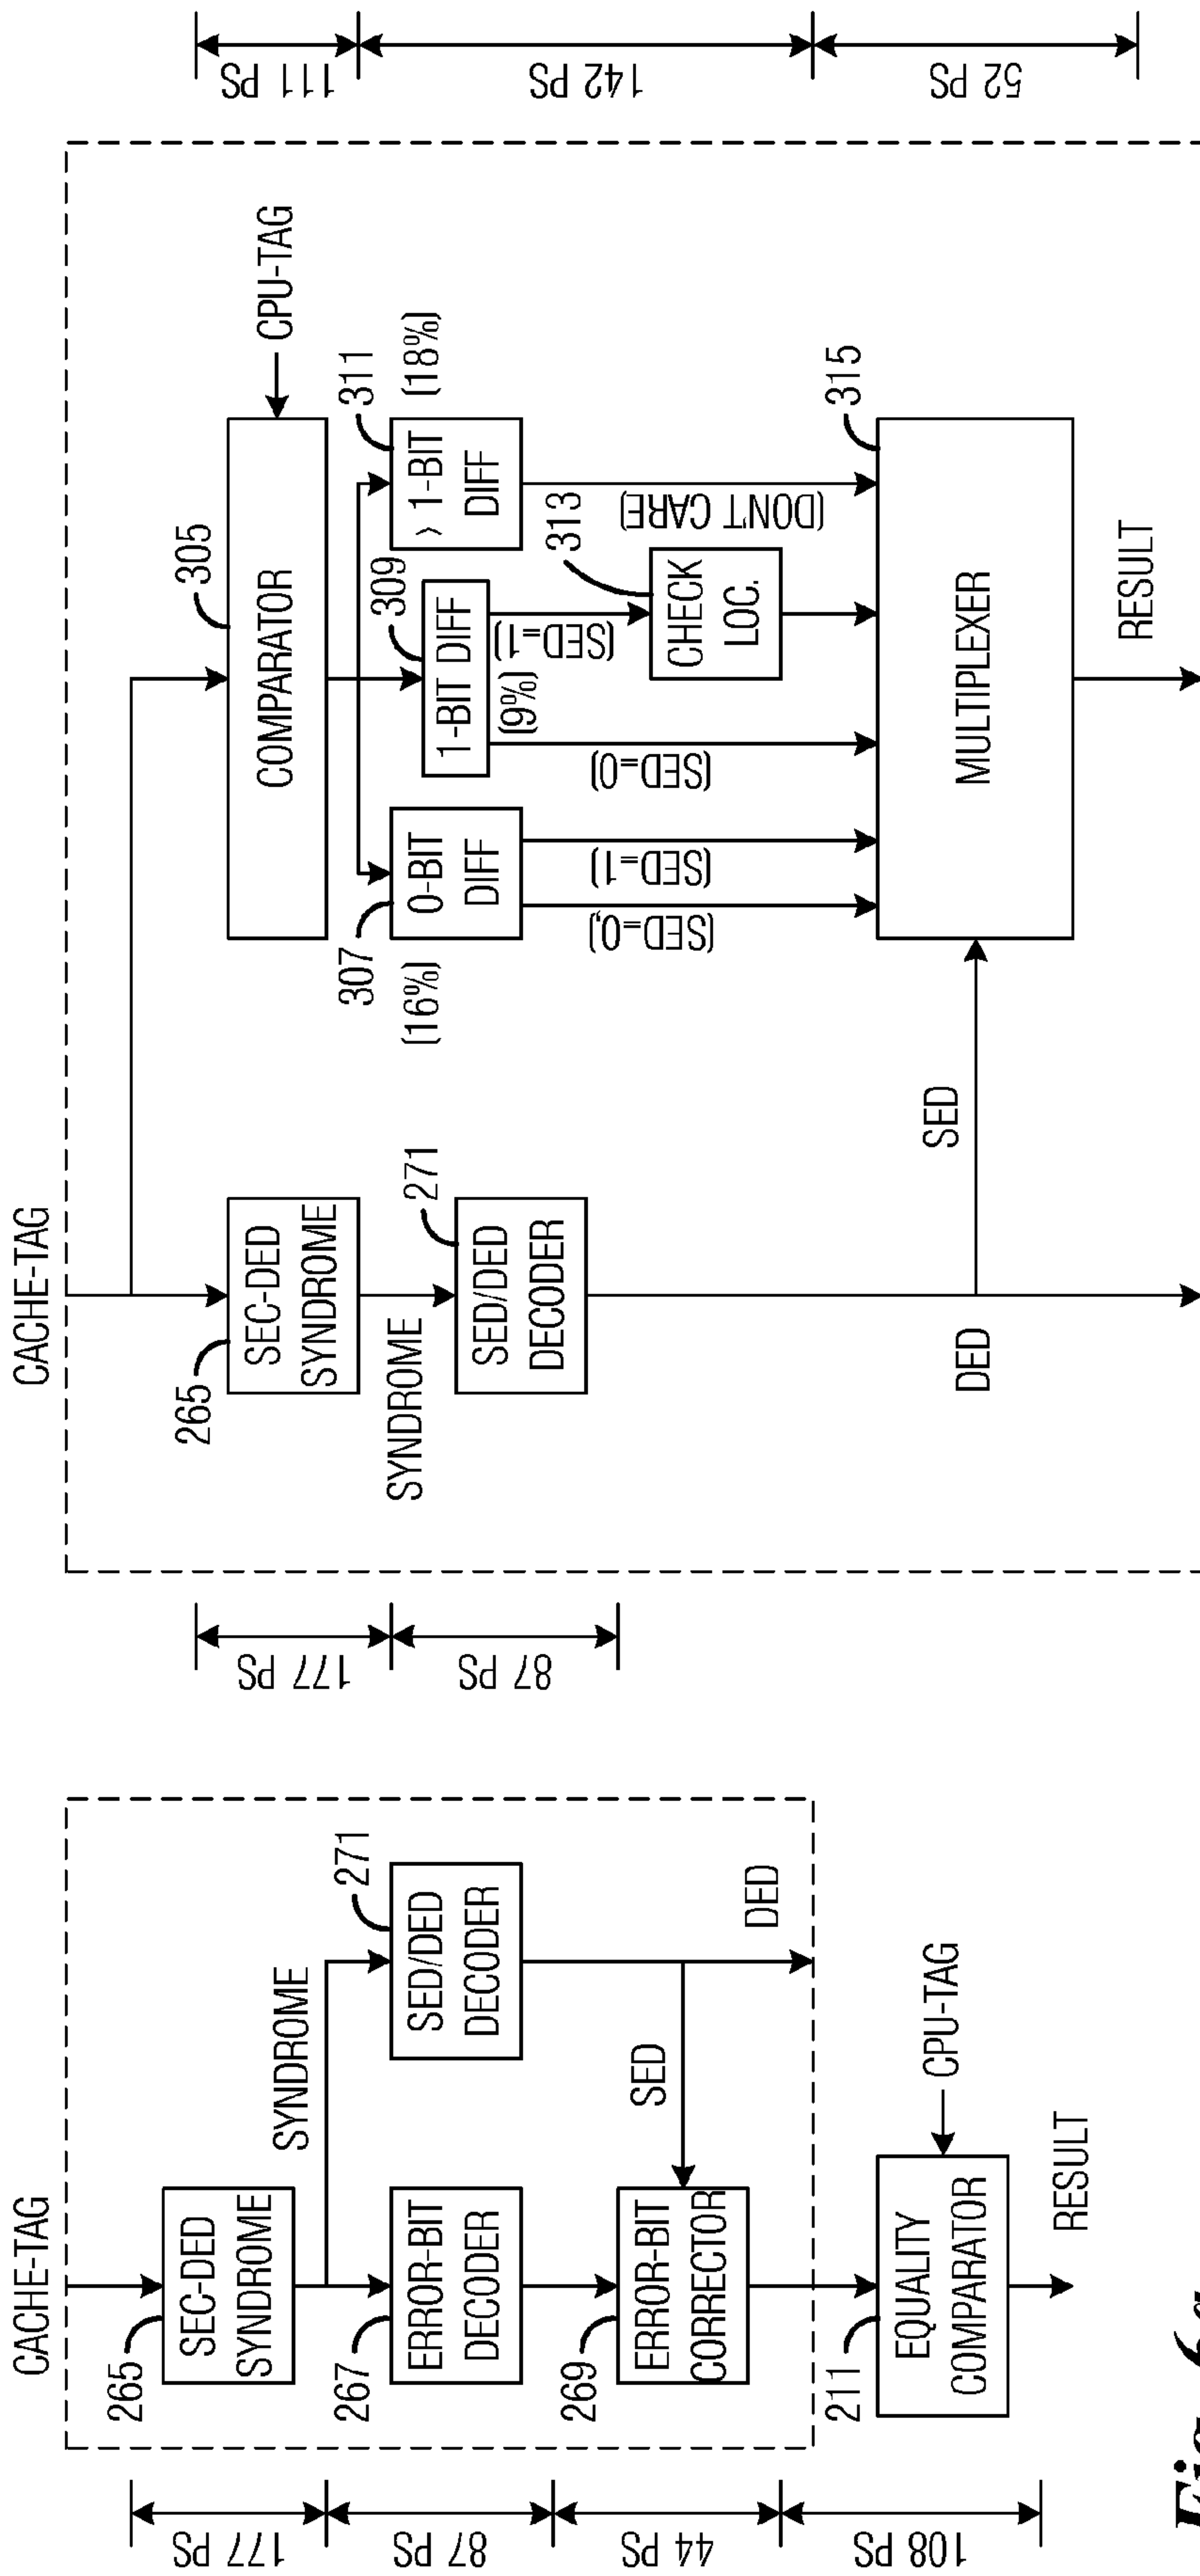 CACHE-TAG
265
SEC-DED
SYNDROME
SYNDROME
267
ERROR-BIT
DECODER
271
SED/DED
DECODER
SED
DED
269
ERROR-BIT
CORRECTOR
211
EQUALITY
COMPARATOR
CPU-TAG
RESULT
177 PS
87 PS
44 PS
108 PS
Fig. 6a
CACHE-TAG
265
SEC-DED
SYNDROME
SYNDROME
271
SED/DED
DECODER
DED
SED
177 PS
87 PS
305
COMPARATOR
CPU-TAG
307
(16%)
0-BIT
DIFF
309
1-BIT DIFF
(9%)
311
(18%)
> 1-BIT
DIFF
(SED=0,)
(SED=1)
(SED=0)
(SED=1)
313
CHECK
LOC.
(DON'T CARE)
315
MULTIPLEXER
RESULT
111 PS
142 PS
52 PS